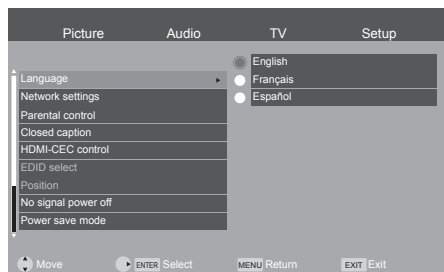 Picture Audio TV Setup
English
Language
Français
Network settings
Español
Parental control
Closed caption
HDMI-CEC control
EDID select
Position
No signal power off
Power save mode
Move ENTER Select MENU Return EXIT Exit